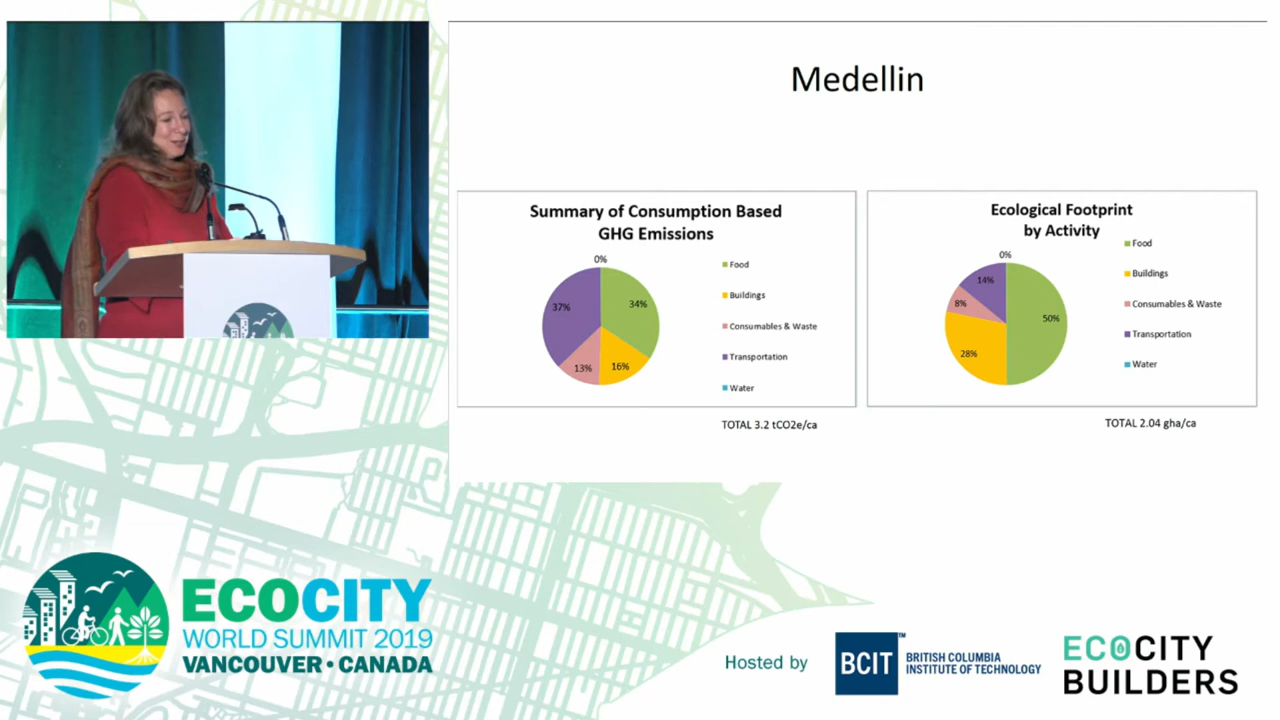 Medellin
Summary of Consumption Based
GHG Emissions
0%
34%
16%
13%
37%
Food
Buildings
Consumables & Waste
Transportation
Water
TOTAL 3.2 tCO2e/ca
Ecological Footprint
by Activity
0%
50%
28%
8%
14%
Food
Buildings
Consumables & Waste
Transportation
Water
TOTAL 2.04 gha/ca
ECOCITY
WORLD SUMMIT 2019
VANCOUVER • CANADA
Hosted by
BCIT™
BRITISH COLUMBIA
INSTITUTE OF TECHNOLOGY
ECOCITY
BUILDERS